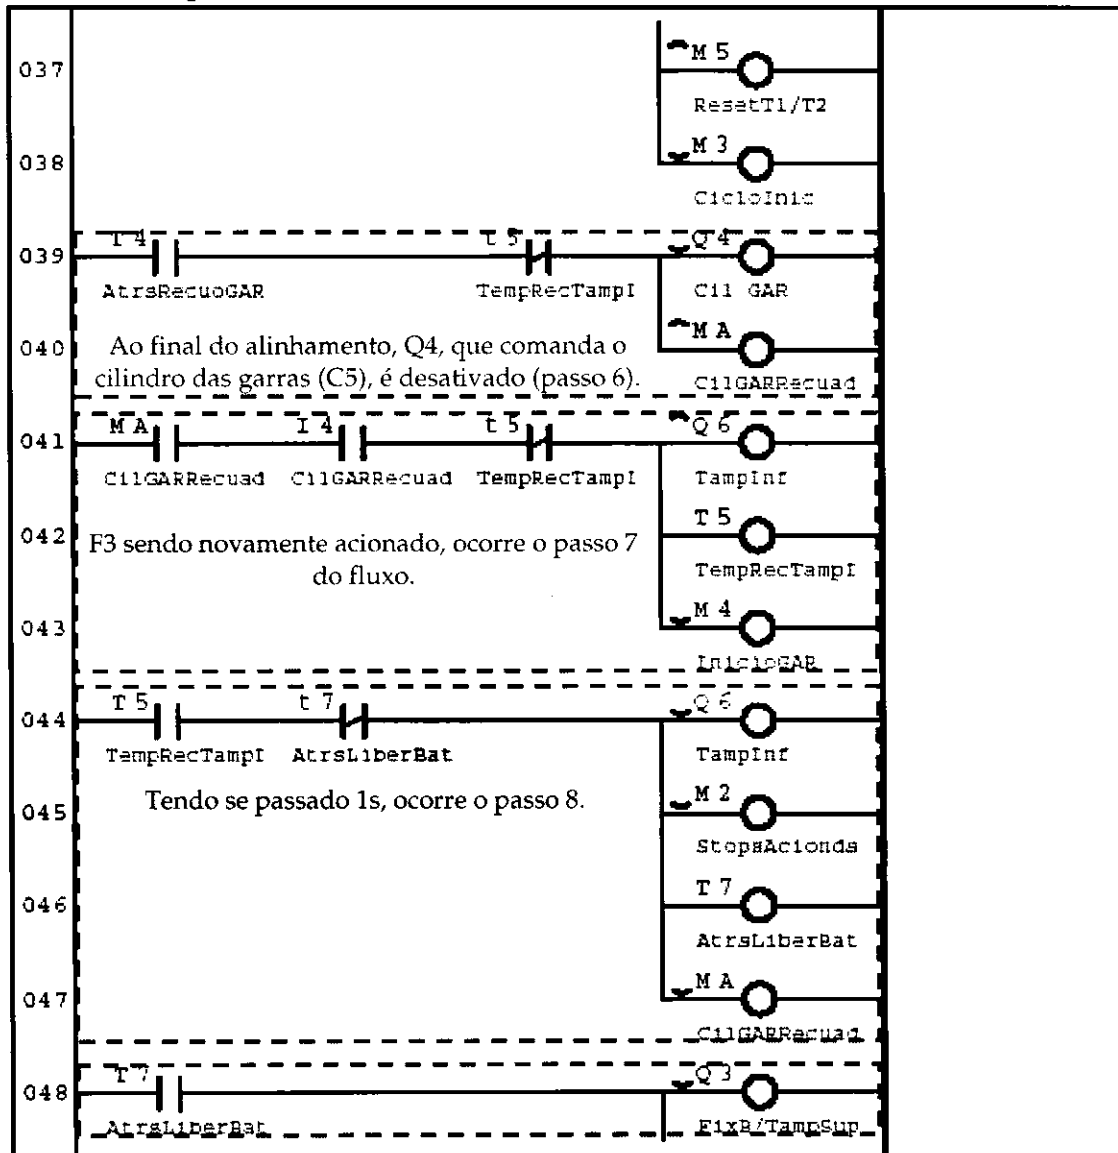 037
M 5
ResetT1/T2
038
M 3
CicloInic
039
T 4
t 5
Q 4
AtrsRecuoGAR
TempRecTampI
Cil GAR
040
Ao final do alinhamento, Q4, que comanda o
cilindro das garras (C5), é desativado (passo 6).
M A
CilGARRecuad
041
M A
I 4
t 5
Q 6
CilGARRecuad
CilGARRecuad
TempRecTampI
TampInf
042
F3 sendo novamente acionado, ocorre o passo 7
do fluxo.
T 5
TempRecTampI
043
M 4
InicioGAR
044
T 5
t 7
Q 6
TempRecTampI
AtrsLiberBat
TampInf
045
Tendo se passado 1s, ocorre o passo 8.
M 2
StopsAcionds
046
T 7
AtrsLiberBat
047
M A
CilGARRecuad
048
T 7
Q 3
AtrsLiberBat
FixB/TampSup